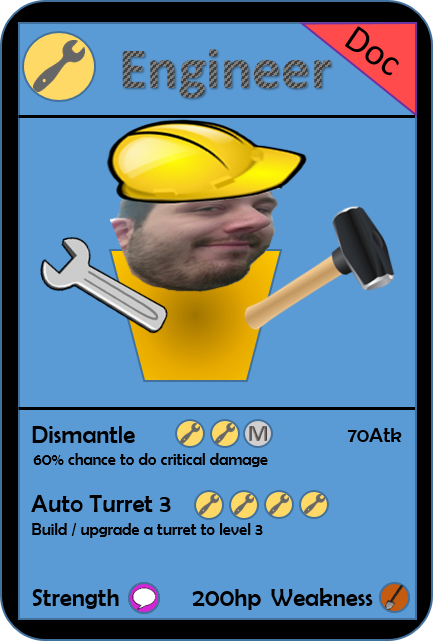 Engineer
Doc
Dismantle M 70Atk
60% chance to do critical damage
Auto Turret 3
Build / upgrade a turret to level 3
Strength 200hp Weakness